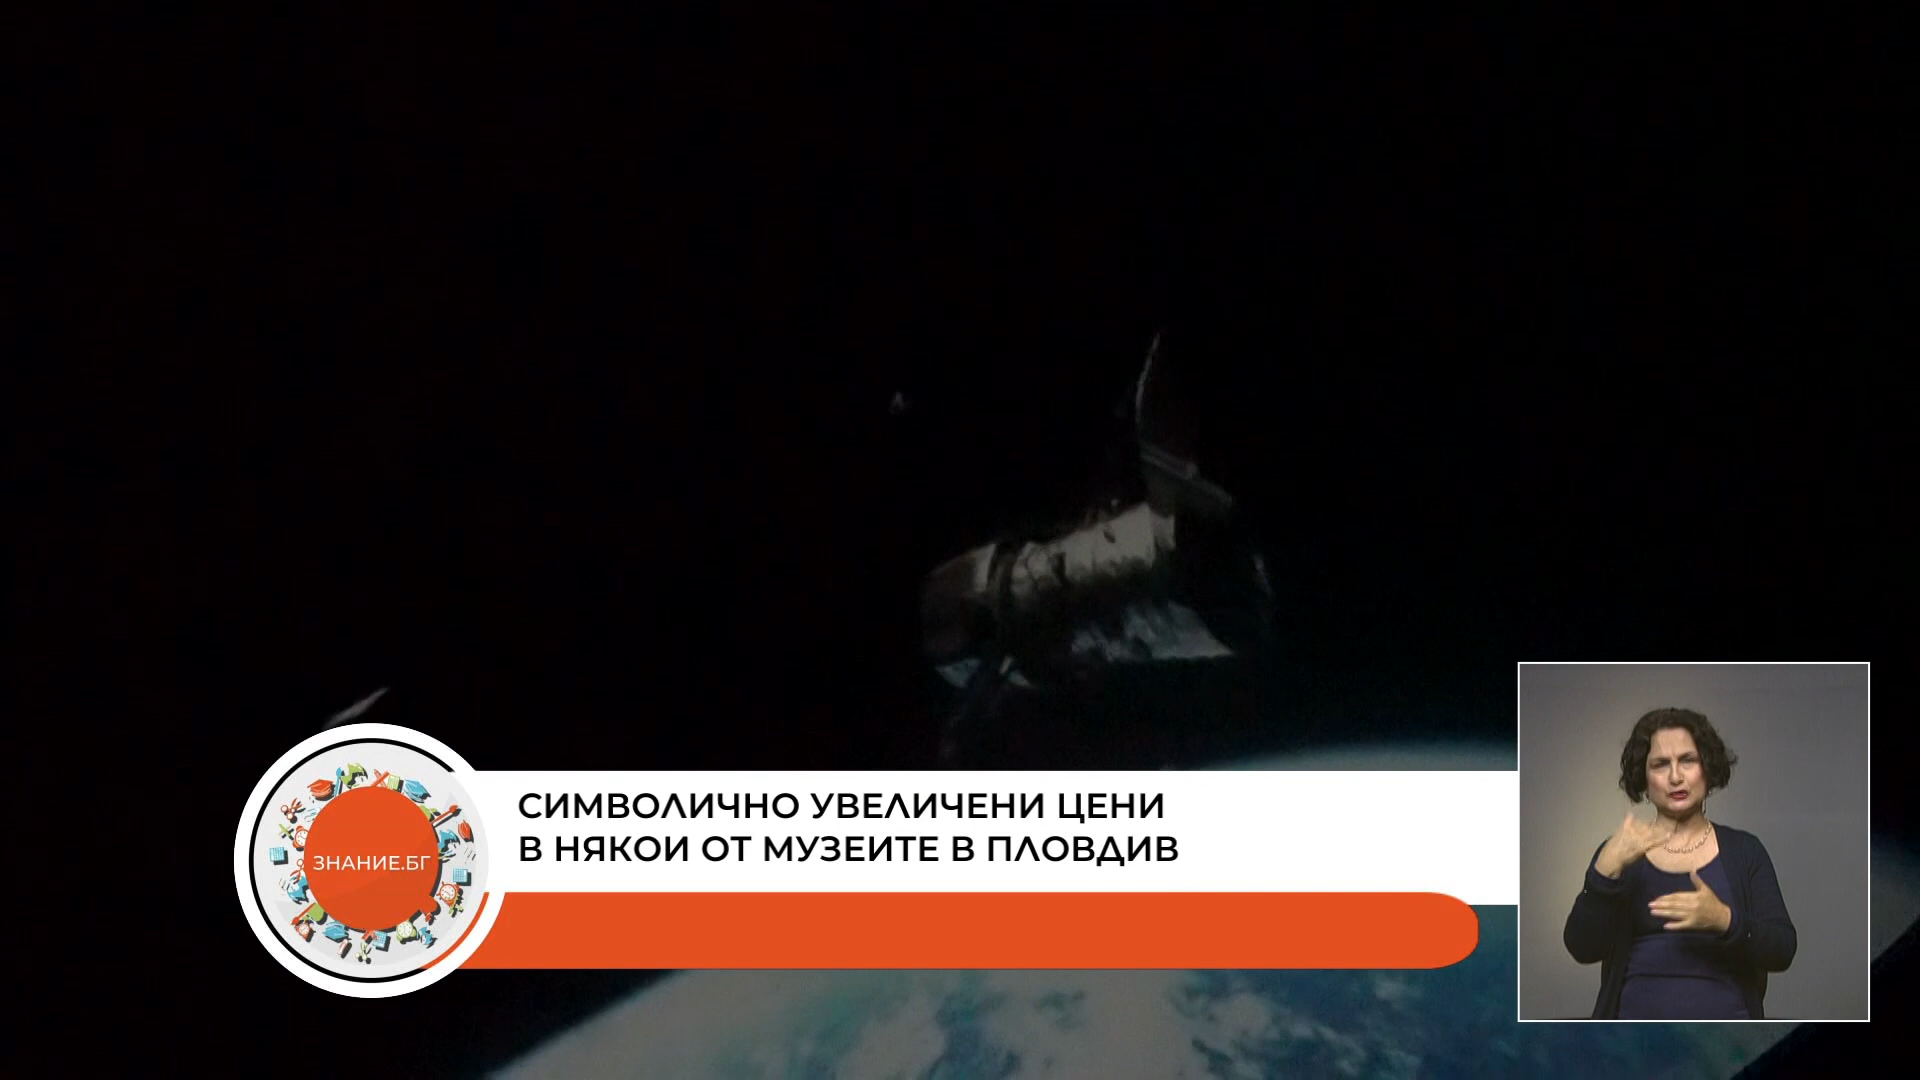 СИМВОЛИЧНО УВЕЛИЧЕНИ ЦЕНИ
В НЯКОИ ОТ МУЗЕИТЕ В ПЛОВДИВ
ЗНАНИЕ.БГ